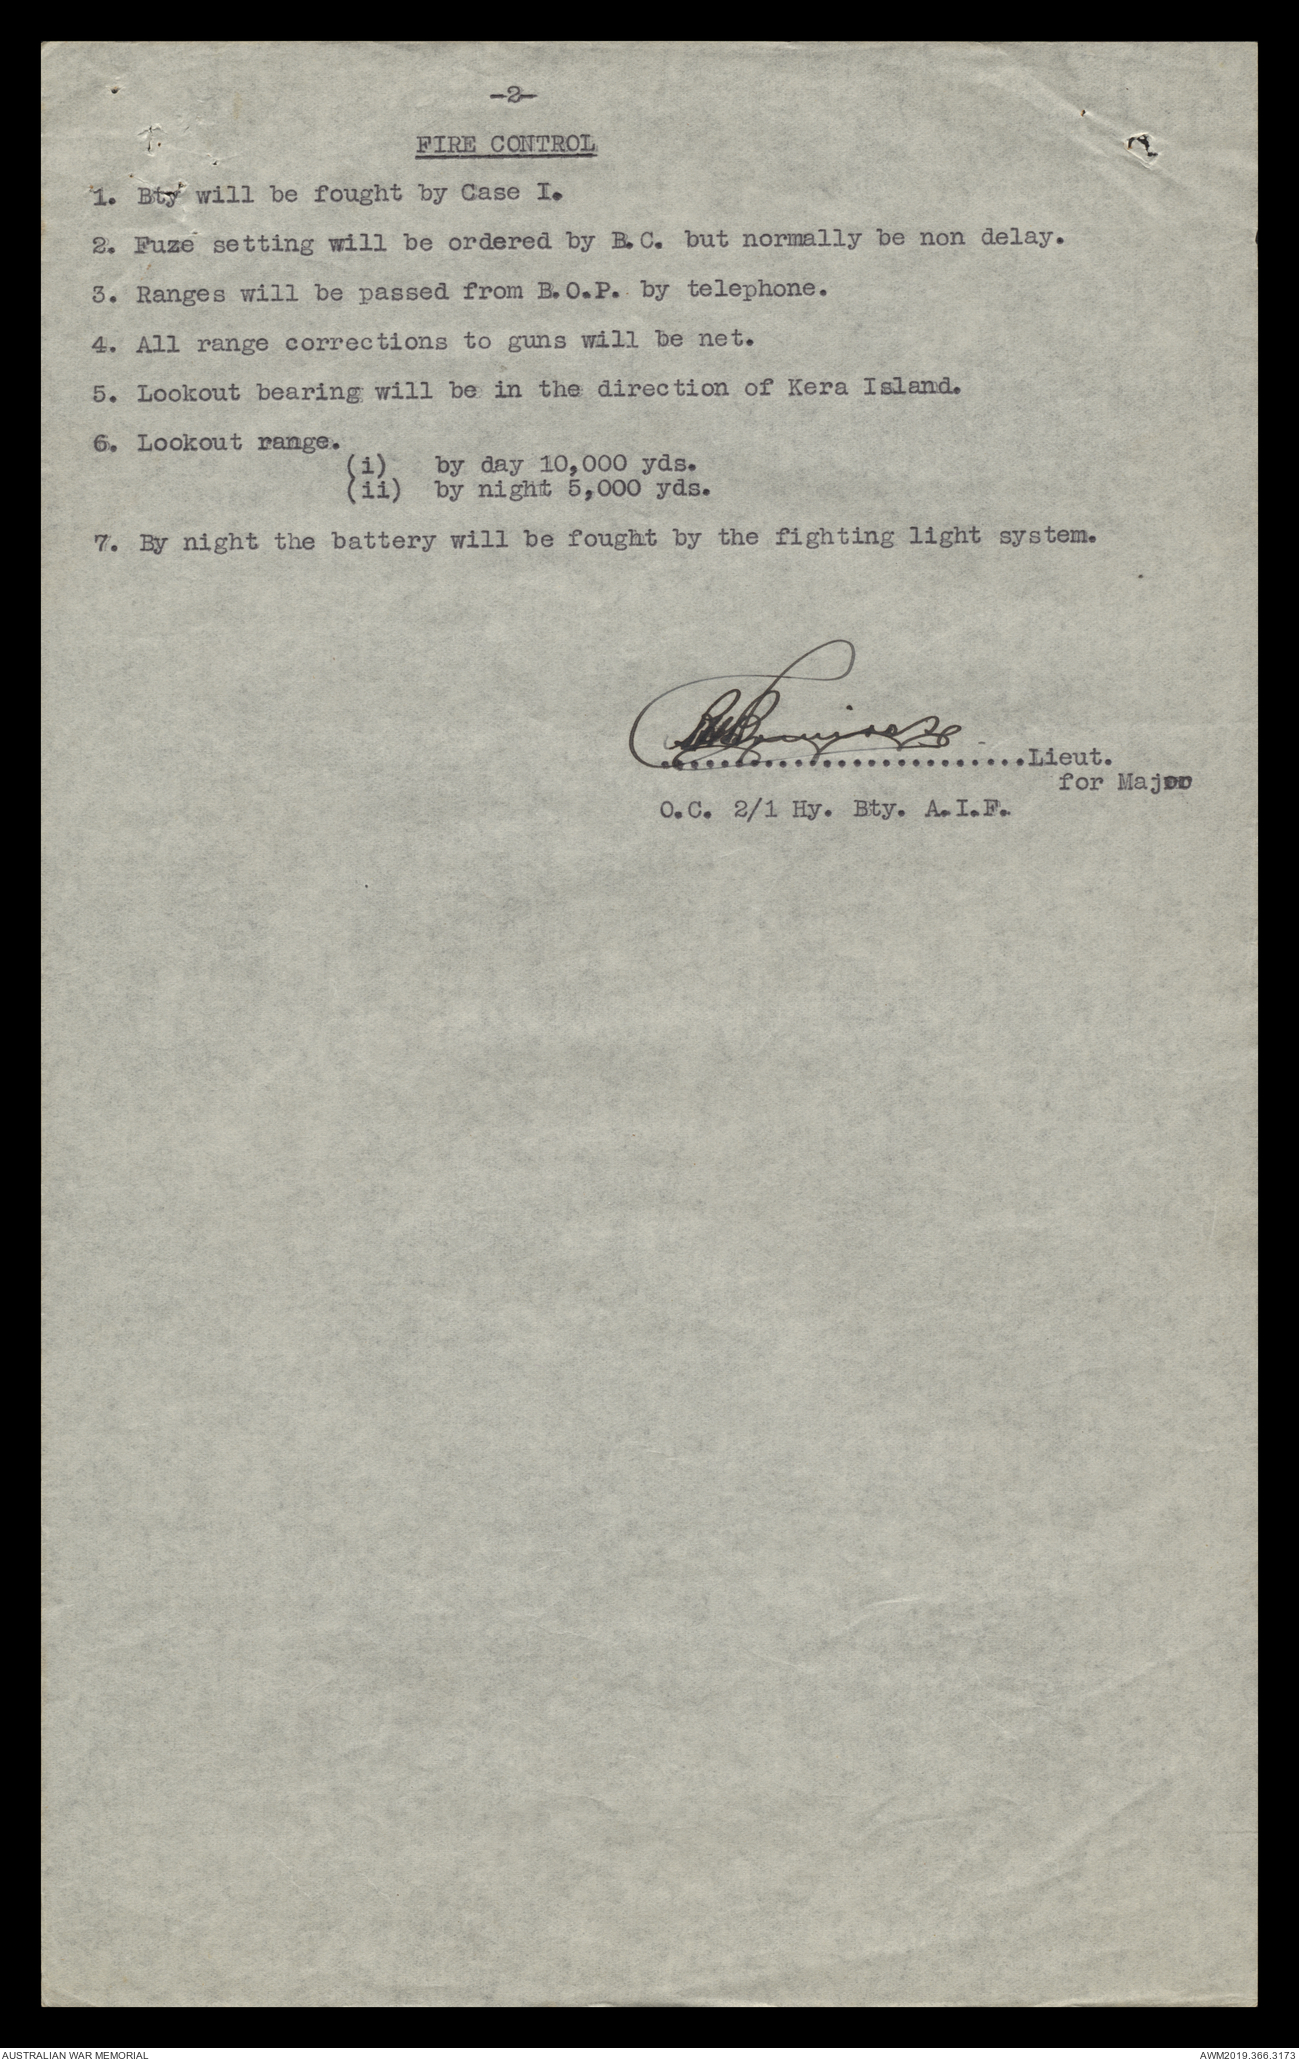 -2-
FIRE CONTROL
1. Bty will be fought by Case I.
2. Fuze setting will be ordered by B.C. but normally be non delay.
3. Ranges will be passed from B.O.P. by telephone.
4. All range corrections to guns will be net.
5. Lookout bearing will be in the direction of Kera Island.
6. Lookout range.
(i) by day 10,000 yds.
(ii) by night 5,000 yds.
7. By night the battery will be fought by the fighting light system.
.........................Lieut.
for Major
O.C. 2/1 Hy. Bty. A.I.F.
AUSTRALIAN WAR MEMORIAL
AWM2019.366.3173